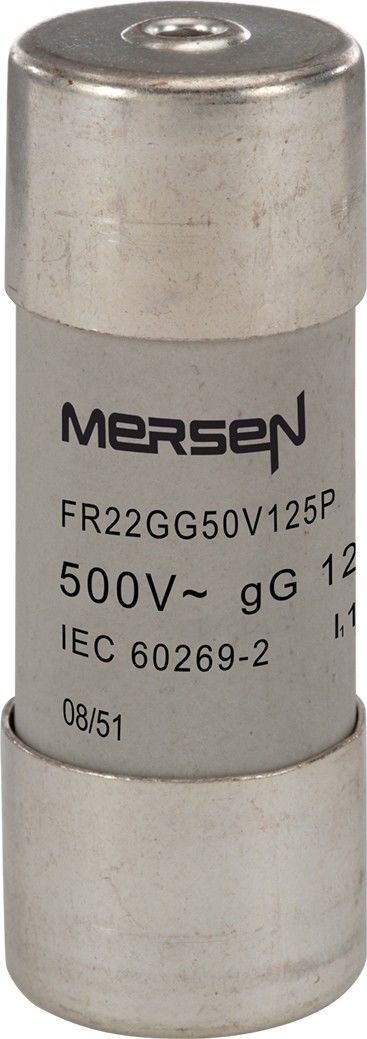 MERSEN
FR22GG50V125P
500V~ gG 12
IEC 60269-2
08/51